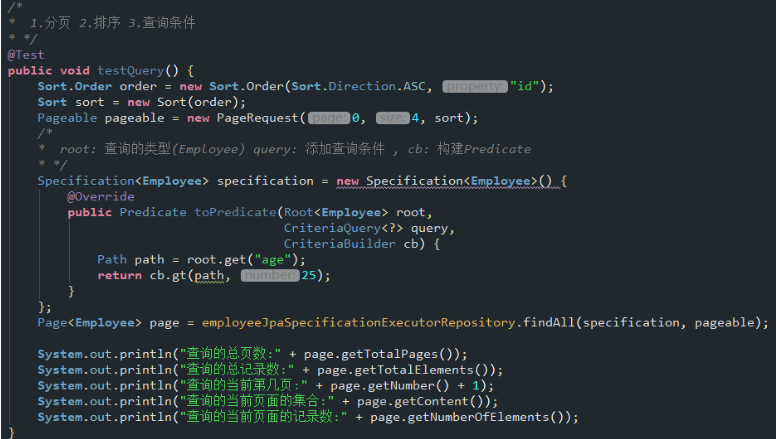 /*
*  1.分页 2.排序 3.查询条件
* */
@Test
public void testQuery() {
    Sort.Order order = new Sort.Order(Sort.Direction.ASC, property: "id");
    Sort sort = new Sort(order);
    Pageable pageable = new PageRequest( page: 0, size: 4, sort);
    /*
    *  root: 查询的类型(Employee) query: 添加查询条件 , cb: 构建Predicate
    * */
    Specification<Employee> specification = new Specification<Employee>() {
        @Override
        public Predicate toPredicate(Root<Employee> root,
                                     CriteriaQuery<?> query,
                                     CriteriaBuilder cb) {
            Path path = root.get("age");
            return cb.gt(path, number: 25);
        }
    };
    Page<Employee> page = employeeJpaSpecificationExecutorRepository.findAll(specification, pageable);

    System.out.println("查询的总页数:" + page.getTotalPages());
    System.out.println("查询的总记录数:" + page.getTotalElements());
    System.out.println("查询的当前第几页:" + page.getNumber() + 1);
    System.out.println("查询的当前页面的集合:" + page.getContent());
    System.out.println("查询的当前页面的记录数:" + page.getNumberOfElements());
}